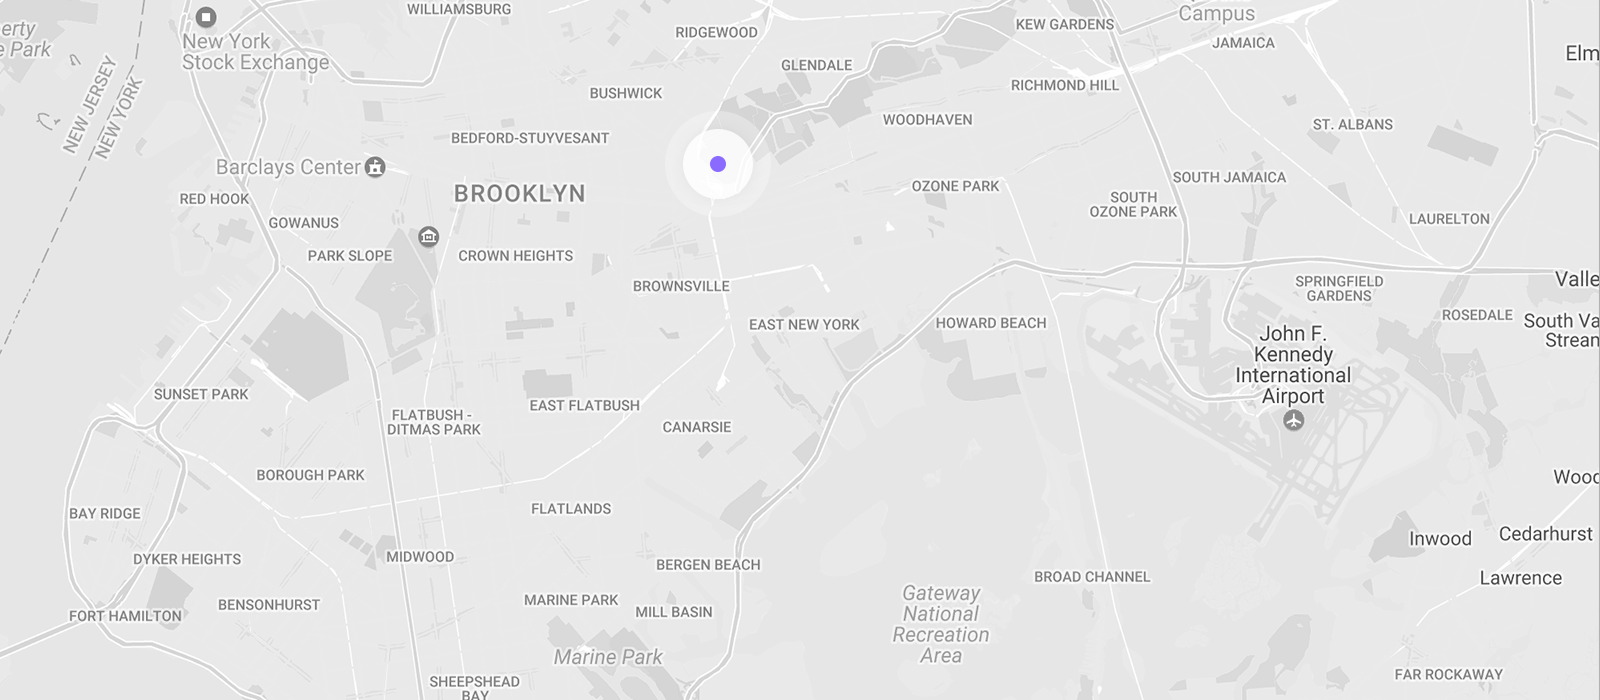 WILLIAMSBURG
Campus
KEW GARDENS
RIDGEWOOD
New York
Stock Exchange
JAMAICA
erty
e Park
Elm
GLENDALE
RICHMOND HILL
BUSHWICK
NEW JERSEY
NEW YORK
WOODHAVEN
ST. ALBANS
BEDFORD-STUYVESANT
Barclays Center
SOUTH JAMAICA
OZONE PARK
BROOKLYN
RED HOOK
SOUTH
OZONE PARK
LAURELTON
GOWANUS
PARK SLOPE
CROWN HEIGHTS
BROWNSVILLE
SPRINGFIELD
GARDENS
Valle
EAST NEW YORK
HOWARD BEACH
ROSEDALE
South Va
Strean
John F.
Kennedy
International
Airport
SUNSET PARK
EAST FLATBUSH
FLATBUSH -
DITMAS PARK
CANARSIE
BOROUGH PARK
Wood
FLATLANDS
BAY RIDGE
Inwood
Cedarhurst
DYKER HEIGHTS
MIDWOOD
BERGEN BEACH
BROAD CHANNEL
Lawrence
BENSONHURST
MARINE PARK
MILL BASIN
Gateway
National
Recreation
Area
FORT HAMILTON
Marine Park
FAR ROCKAWAY
SHEEPSHEAD
BAY